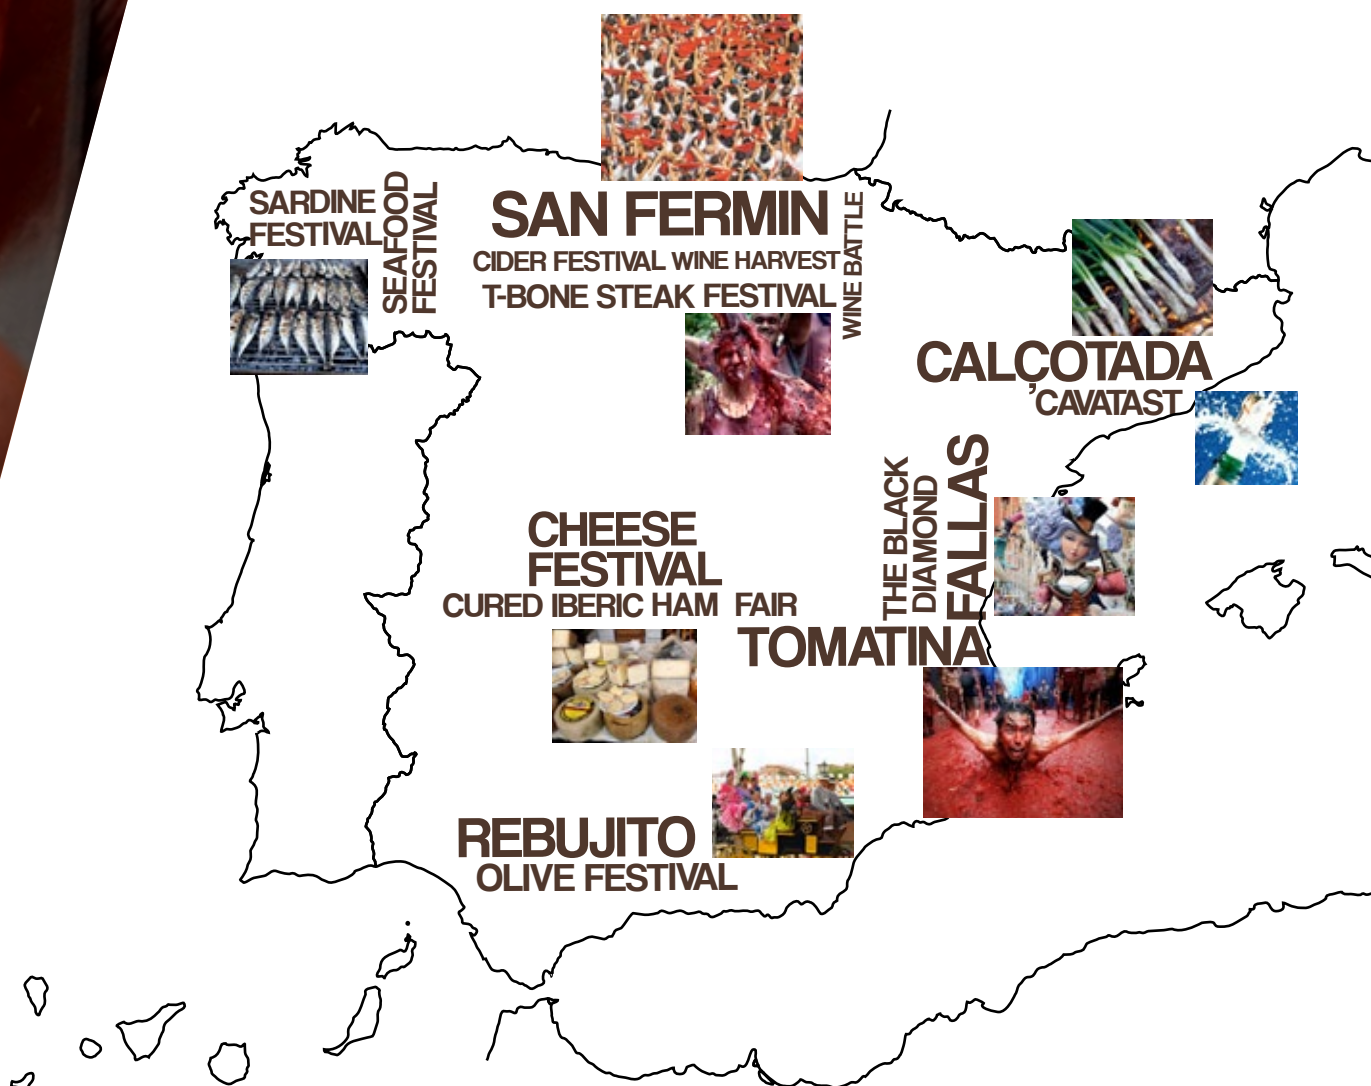 SARDINE
FESTIVAL
SEAFOOD
FESTIVAL
SAN FERMIN
CIDER FESTIVAL WINE HARVEST
T-BONE STEAK FESTIVAL
WINE BATTLE
CALÇOTADA
CAVATAST
THE BLACK
DIAMOND
FALLAS
CHEESE
FESTIVAL
CURED IBERIC HAM FAIR
TOMATINA
REBUJITO
OLIVE FESTIVAL